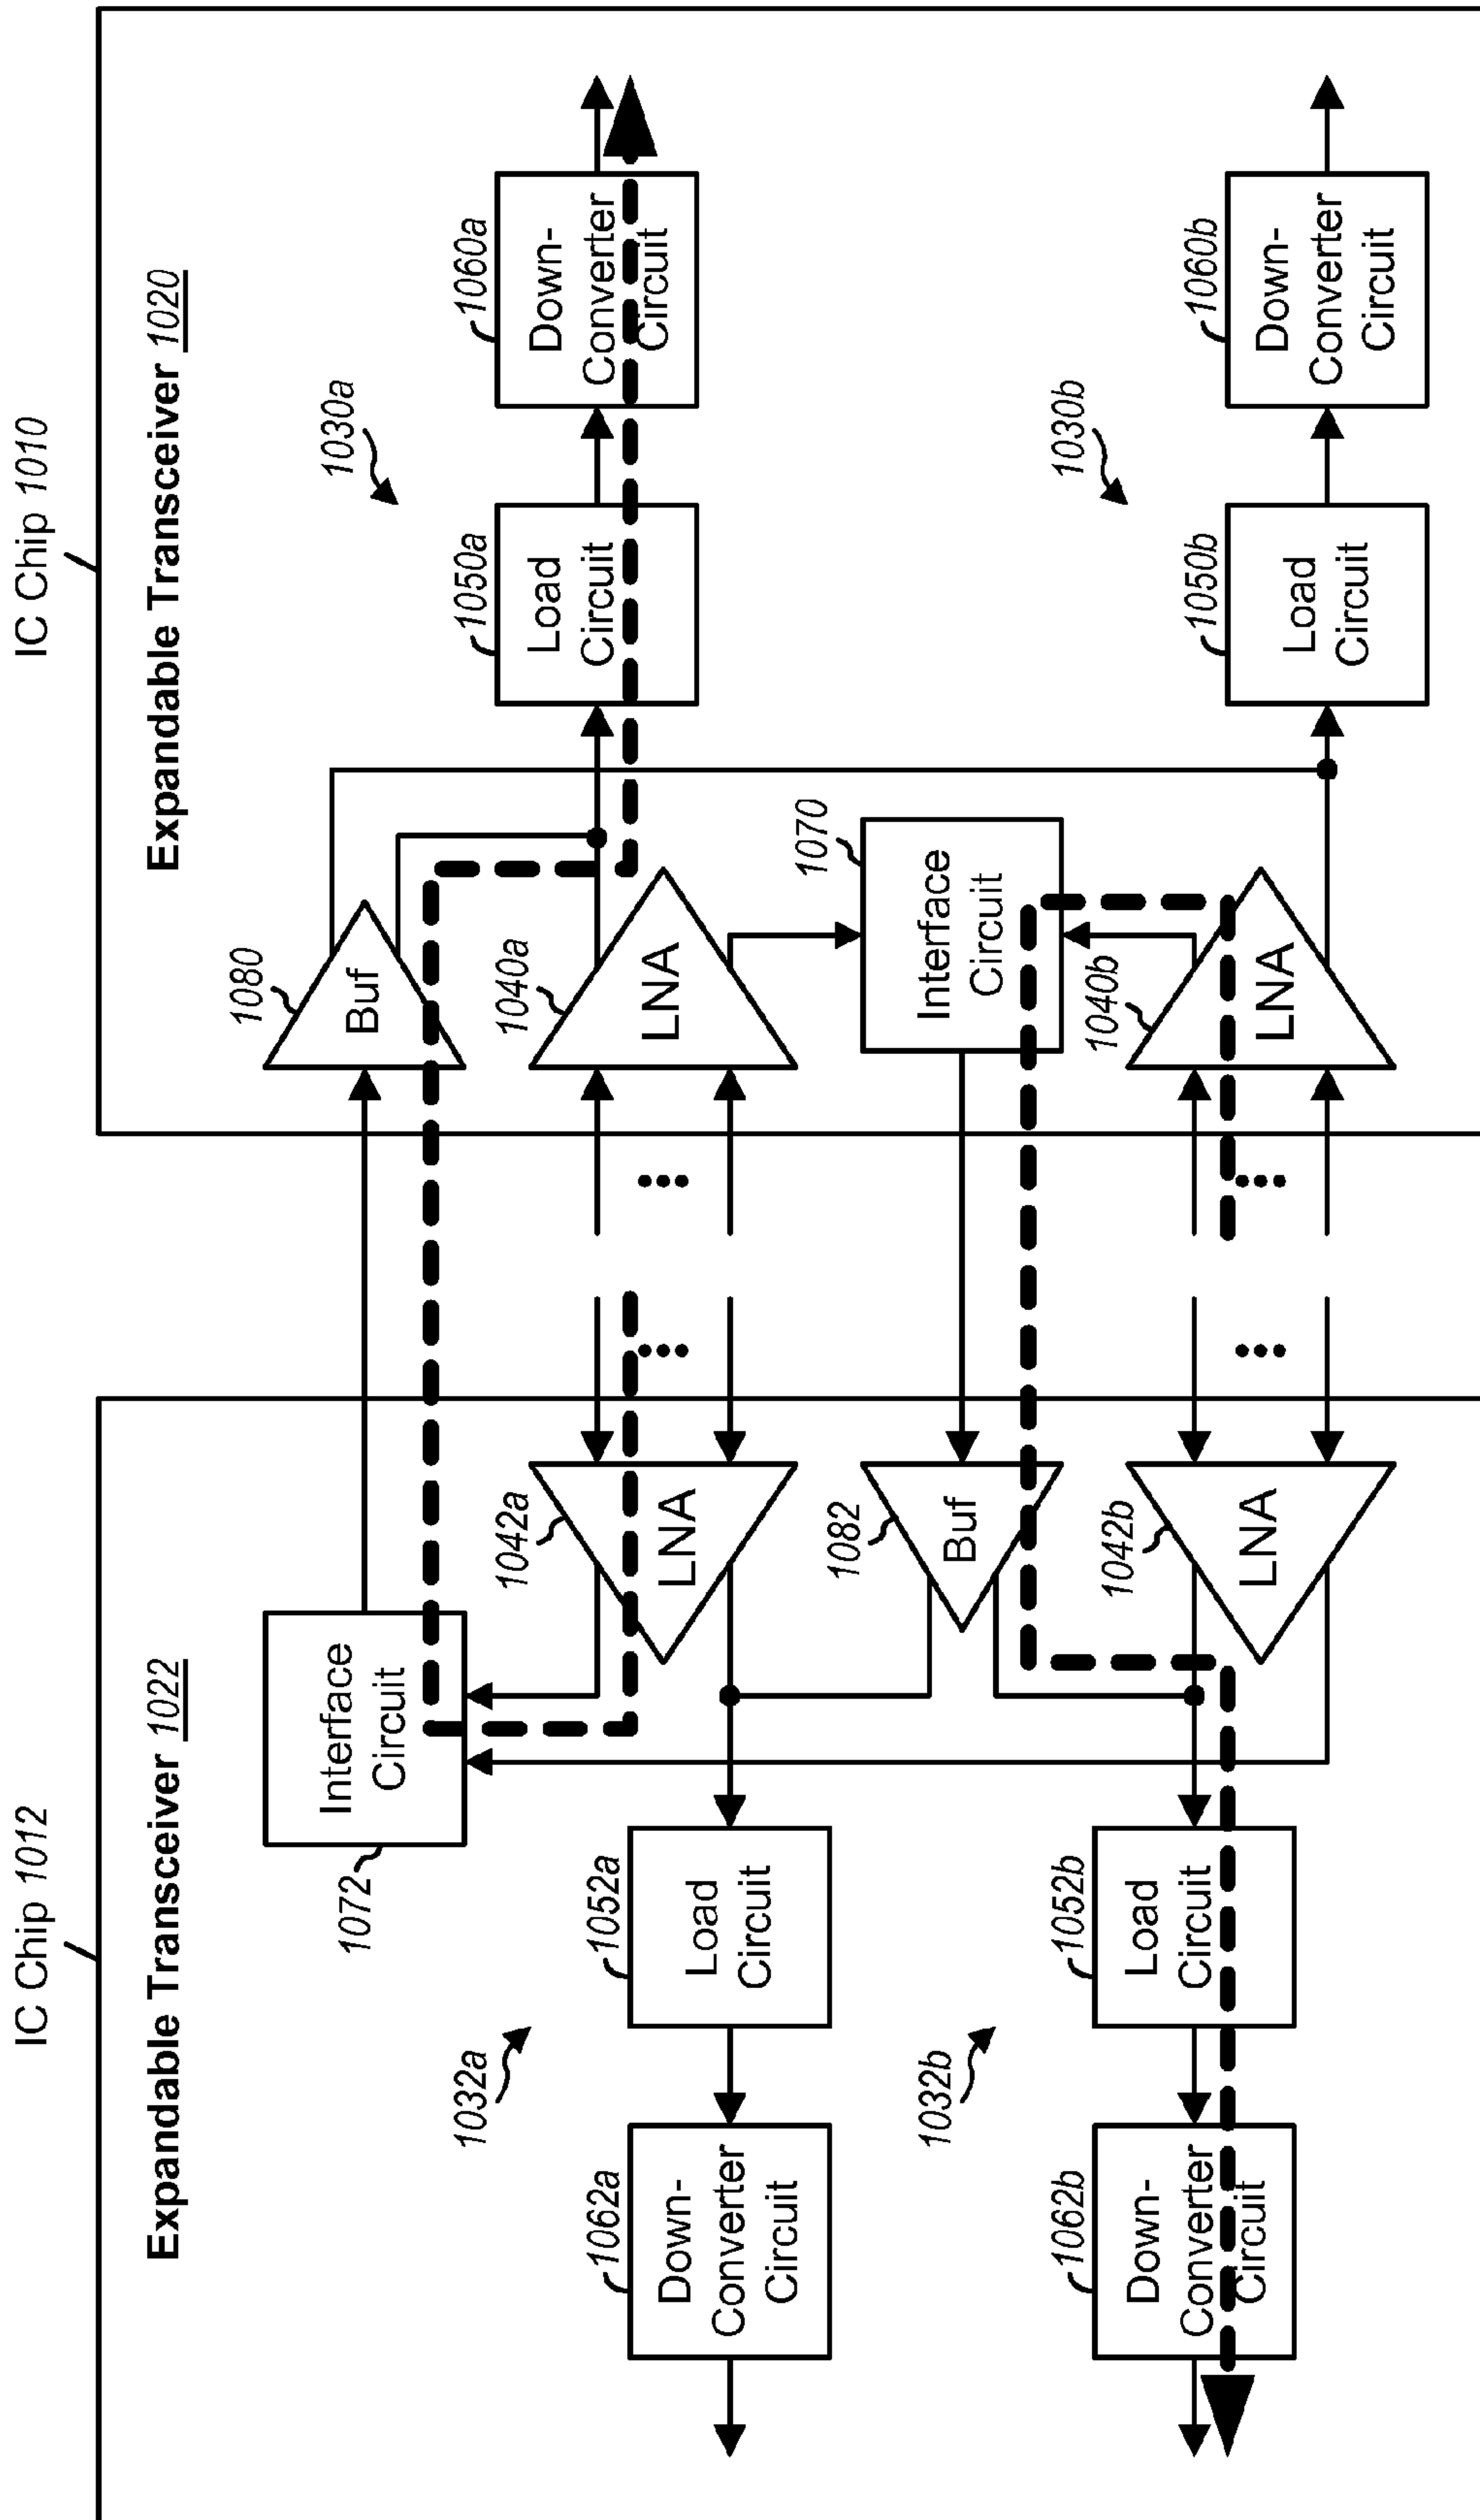 IC Chip 1012
Expandable Transceiver 1022
Interface
Circuit
1072
1042a
LNA
1032a
1052a
Load
Circuit
1062a
Down-
Converter
Circuit
1082
Buf
1042b
LNA
1032b
1052b
Load
Circuit
1062b
Down-
Converter
Circuit
IC Chip 1010
Expandable Transceiver 1020
1080
Buf
1040a
LNA
1030a
1050a
Load
Circuit
1060a
Down-
Converter
Circuit
1070
Interface
Circuit
1040b
LNA
1030b
1050b
Load
Circuit
1060b
Down-
Converter
Circuit